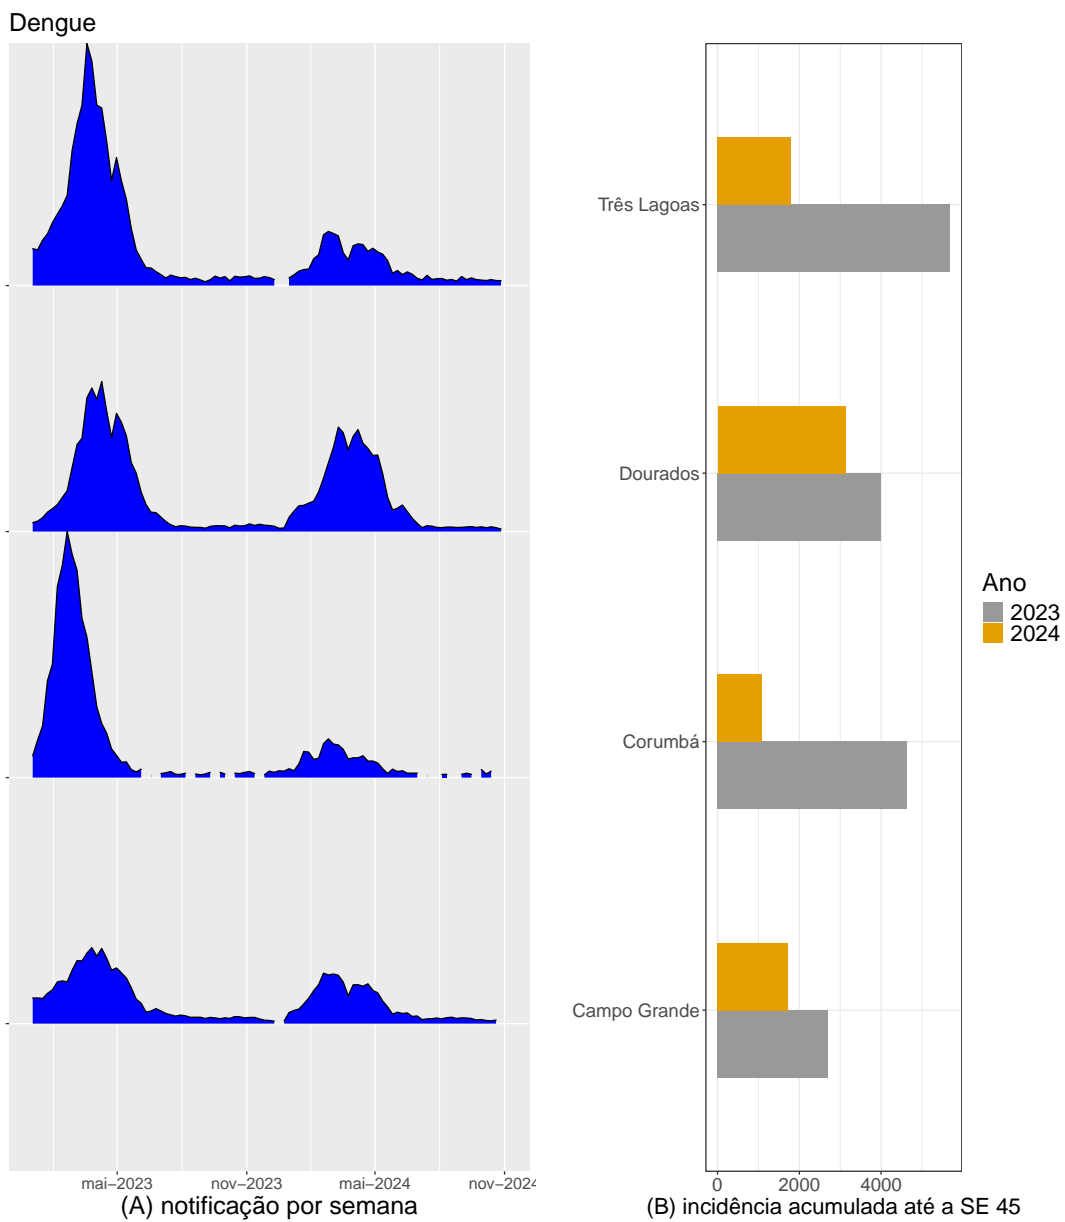 Dengue
Três Lagoas
Dourados
Corumbá
Campo Grande
Ano
2023
2024
mai–2023
nov–2023
mai–2024
nov–2024
0
2000
4000
(A) notificação por semana
(B) incidência acumulada até a SE 45